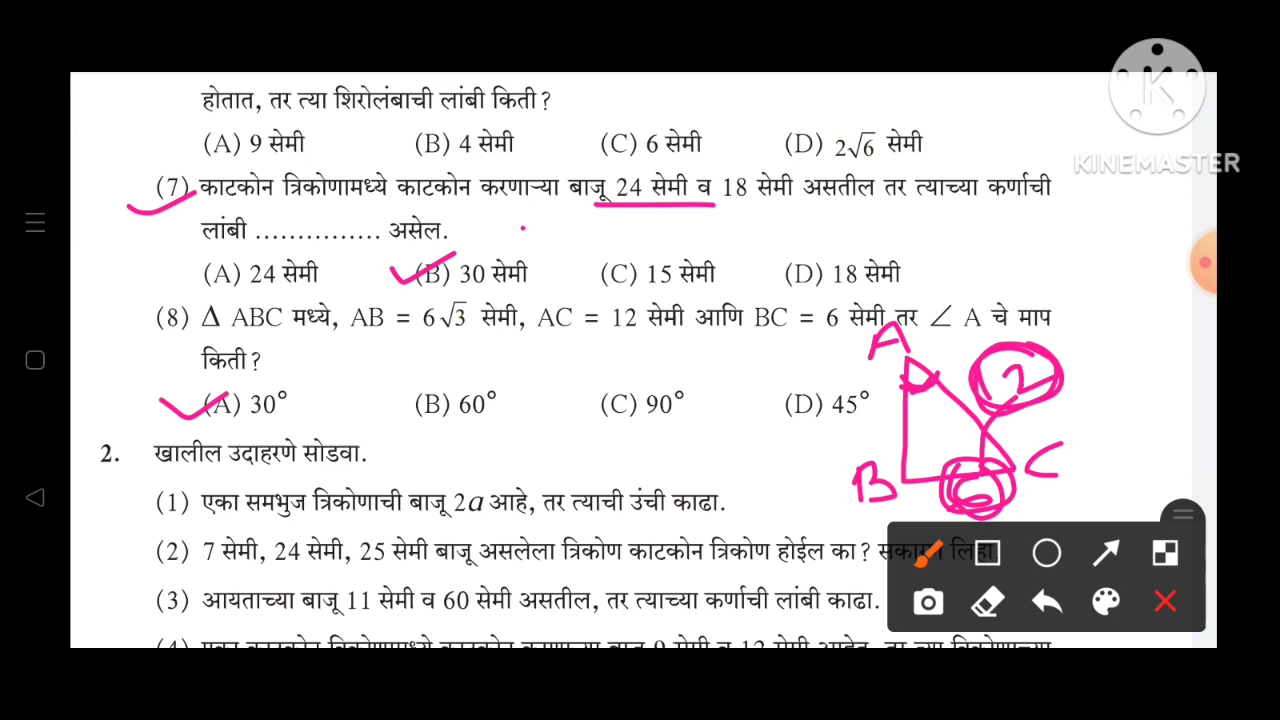 होतात, तर त्या शिरोलंबाची लांबी किती?
(A) 9 सेमी (B) 4 सेमी (C) 6 सेमी (D) 2√6 सेमी
KINEMASTER
(7) काटकोन त्रिकोणामध्ये काटकोन करणाऱ्या बाजू 24 सेमी व 18 सेमी असतील तर त्याच्या कर्णाची
लांबी ............... असेल.
(A) 24 सेमी (B) 30 सेमी (C) 15 सेमी (D) 18 सेमी
(8) Δ ABC मध्ये, AB = 6√3 सेमी, AC = 12 सेमी आणि BC = 6 सेमी तर ∠ A चे माप
किती?
A
2
(A) 30° (B) 60° (C) 90° (D) 45°
B
C
2. खालील उदाहरणे सोडवा.
(1) एका समभुज त्रिकोणाची बाजू 2a आहे, तर त्याची उंची काढा.
(2) 7 सेमी, 24 सेमी, 25 सेमी बाजू असलेला त्रिकोण काटकोन त्रिकोण होईल का? सकारण लिहा.
(3) आयताच्या बाजू 11 सेमी व 60 सेमी असतील, तर त्याच्या कर्णाची लांबी काढा.